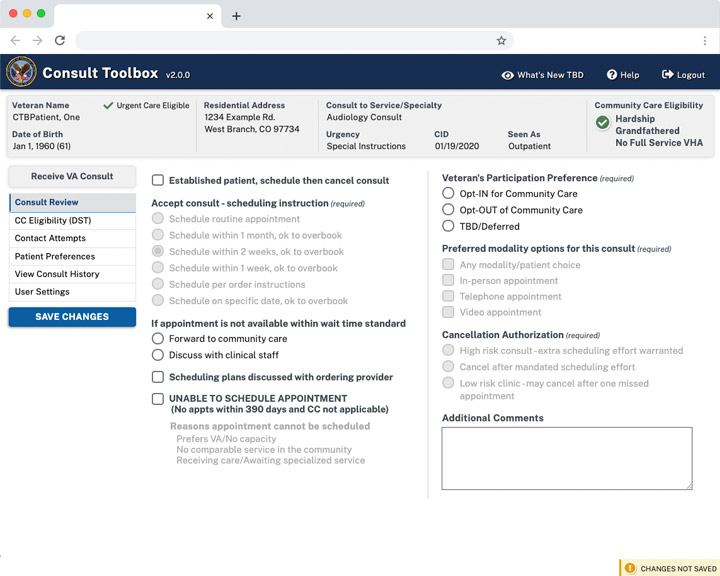 Consult Toolbox v2.0.0
What's New TBD
Help
Logout
Veteran Name
CTBPatient, One
Urgent Care Eligible
Date of Birth
Jan 1, 1960 (61)
Residential Address
1234 Example Rd.
West Branch, CO 97734
Consult to Service/Specialty
Audiology Consult
Urgency
Special Instructions
CID
01/19/2020
Seen As
Outpatient
Community Care Eligibility
Hardship
Grandfathered
No Full Service VHA
Receive VA Consult
Consult Review
CC Eligibility (DST)
Contact Attempts
Patient Preferences
View Consult History
User Settings
SAVE CHANGES
Established patient, schedule then cancel consult
Accept consult - scheduling instruction (required)
Schedule routine appointment
Schedule within 1 month, ok to overbook
Schedule within 2 weeks, ok to overbook
Schedule within 1 week, ok to overbook
Schedule per order instructions
Schedule on specific date, ok to overbook
If appointment is not available within wait time standard
Forward to community care
Discuss with clinical staff
Scheduling plans discussed with ordering provider
UNABLE TO SCHEDULE APPOINTMENT
(No appts within 390 days and CC not applicable)
Reasons appointment cannot be scheduled
Prefers VA/No capacity
No comparable service in the community
Receiving care/Awaiting specialized service
Veteran's Participation Preference (required)
Opt-IN for Community Care
Opt-OUT of Community Care
TBD/Deferred
Preferred modality options for this consult (required)
Any modality/patient choice
In-person appointment
Telephone appointment
Video appointment
Cancellation Authorization (required)
High risk consult - extra scheduling effort warranted
Cancel after mandated scheduling effort
Low risk clinic - may cancel after one missed
appointment
Additional Comments
CHANGES NOT SAVED